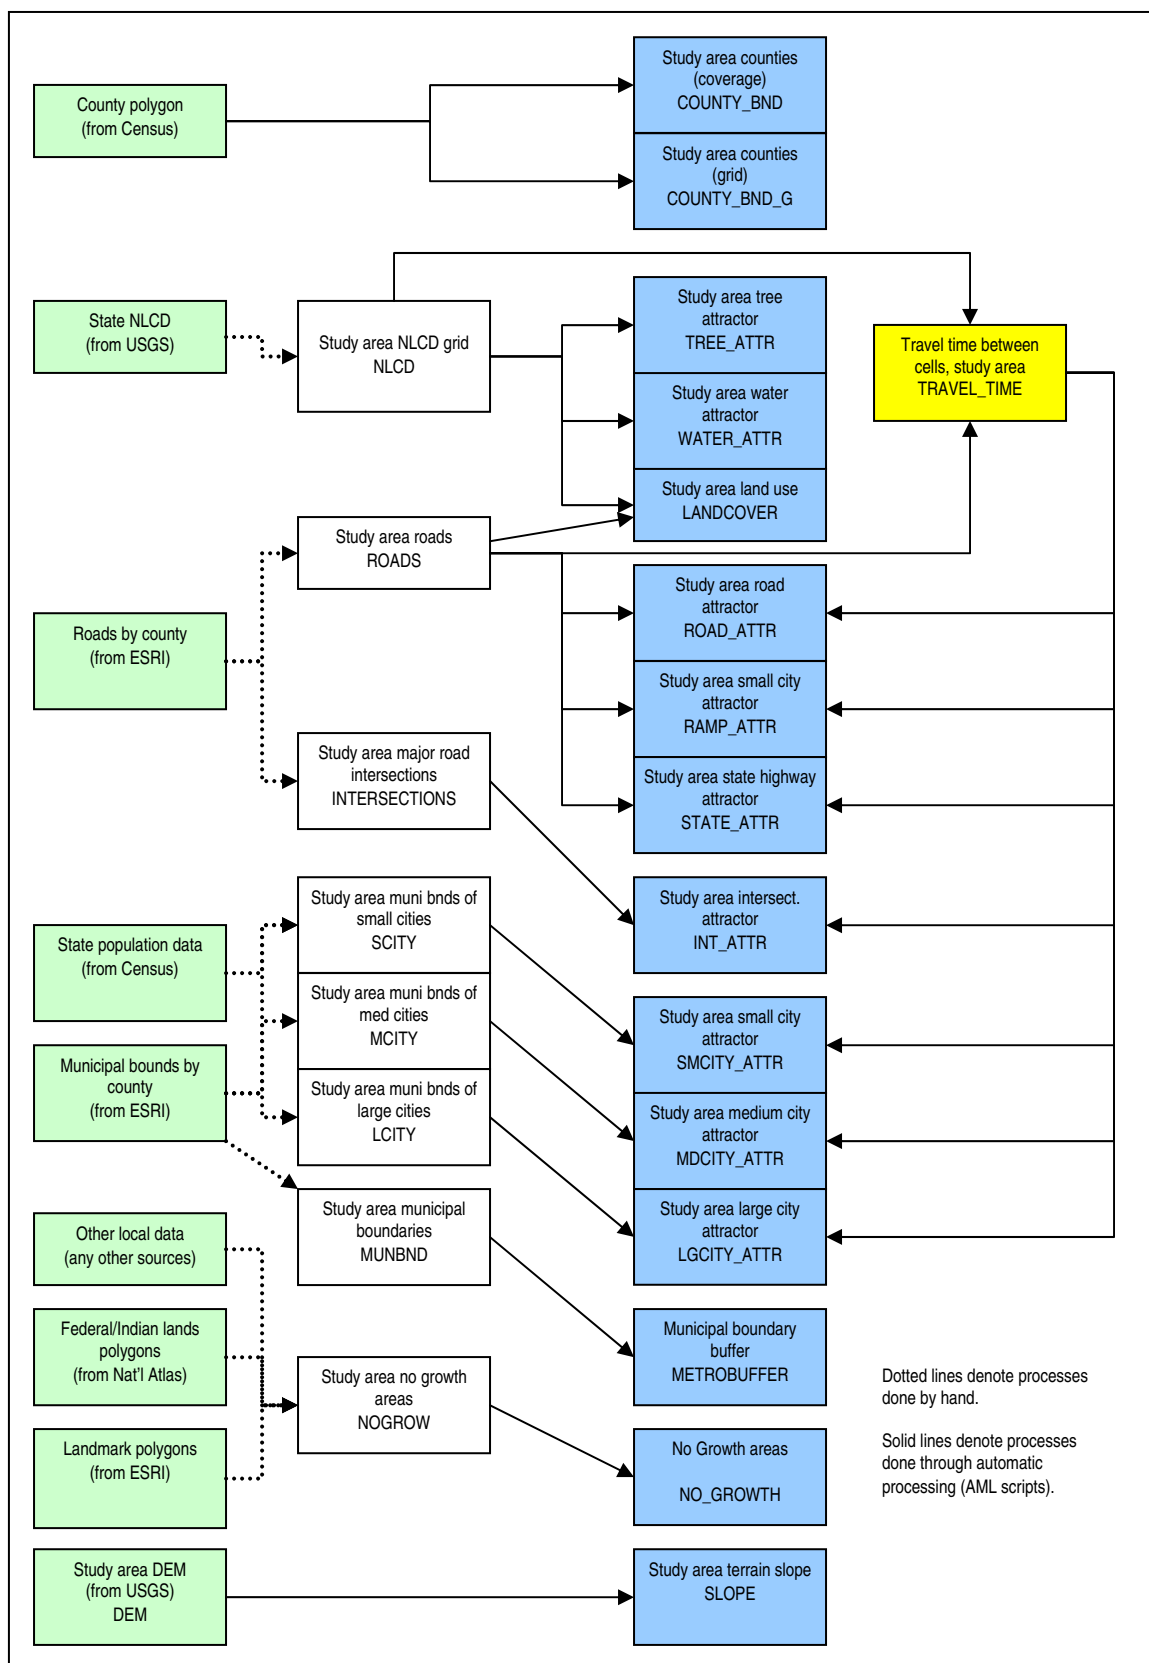 County polygon
(from Census)
Study area counties
(coverage)
COUNTY_BND
Study area counties
(grid)
COUNTY_BND_G
State NLCD
(from USGS)
Study area NLCD grid
NLCD
Study area tree
attractor
TREE_ATTR
Study area water
attractor
WATER_ATTR
Study area land use
LANDCOVER
Travel time between
cells, study area
TRAVEL_TIME
Roads by county
(from ESRI)
Study area roads
ROADS
Study area major road
intersections
INTERSECTIONS
Study area road
attractor
ROAD_ATTR
Study area small city
attractor
RAMP_ATTR
Study area state highway
attractor
STATE_ATTR
Study area intersect.
attractor
INT_ATTR
State population data
(from Census)
Municipal bounds by
county
(from ESRI)
Study area muni bnds of
small cities
SCITY
Study area muni bnds of
med cities
MCITY
Study area muni bnds of
large cities
LCITY
Study area small city
attractor
SMCITY_ATTR
Study area medium city
attractor
MDCITY_ATTR
Study area large city
attractor
LGCITY_ATTR
Study area municipal
boundaries
MUNBND
Other local data
(any other sources)
Federal/Indian lands
polygons
(from Nat'l Atlas)
Landmark polygons
(from ESRI)
Study area no growth
areas
NOGROW
Municipal boundary
buffer
METROBUFFER
No Growth areas
NO_GROWTH
Dotted lines denote processes
done by hand.
Solid lines denote processes
done through automatic
processing (AML scripts).
Study area DEM
(from USGS)
DEM
Study area terrain slope
SLOPE